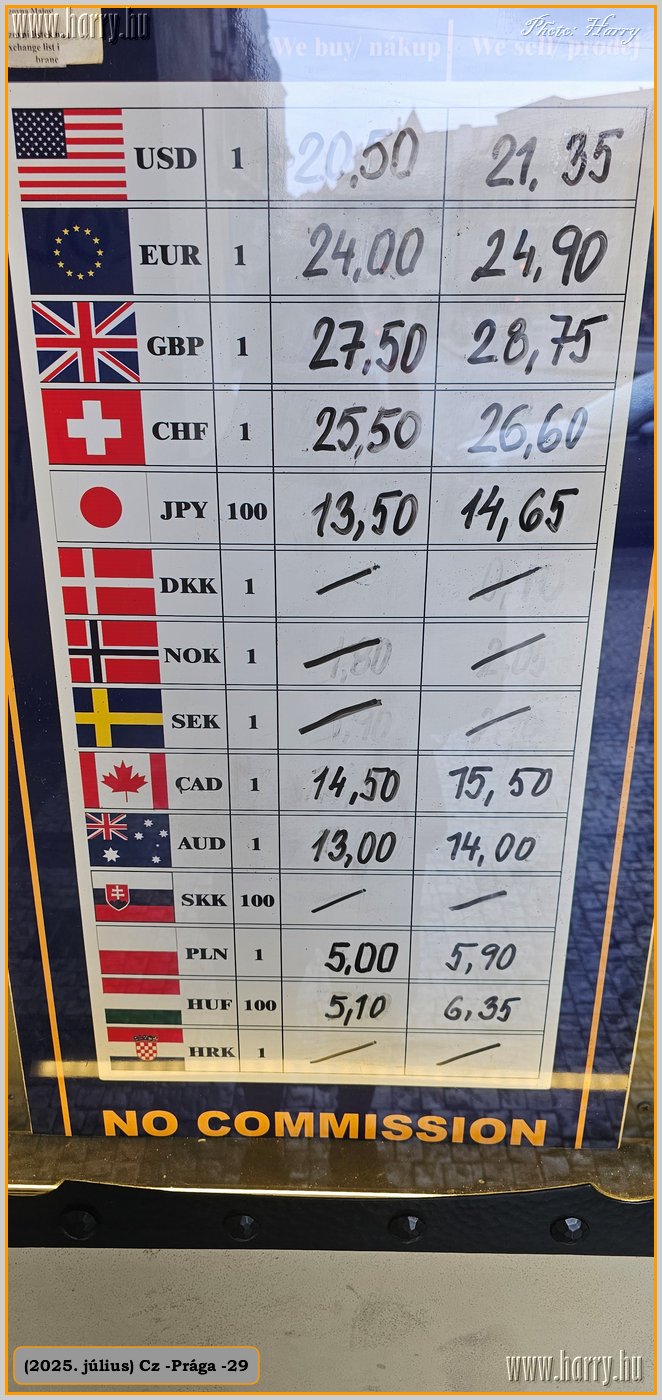 www.harry.hu
Photo: Harry
xchange list i
brane
We buy/ nákup We sell/ prodej
USD 1 20,50 21,35
EUR 1 24,00 24,90
GBP 1 27,50 28,75
CHF 1 25,50 26,60
JPY 100 13,50 14,65
DKK 1 — —
NOK 1 — —
SEK 1 — —
CAD 1 14,50 15,50
AUD 1 13,00 14,00
SKK 100 — —
PLN 1 5,00 5,90
HUF 100 5,10 6,35
HRK 1 — —
NO COMMISSION
(2025. július) Cz -Prága -29
www.harry.hu